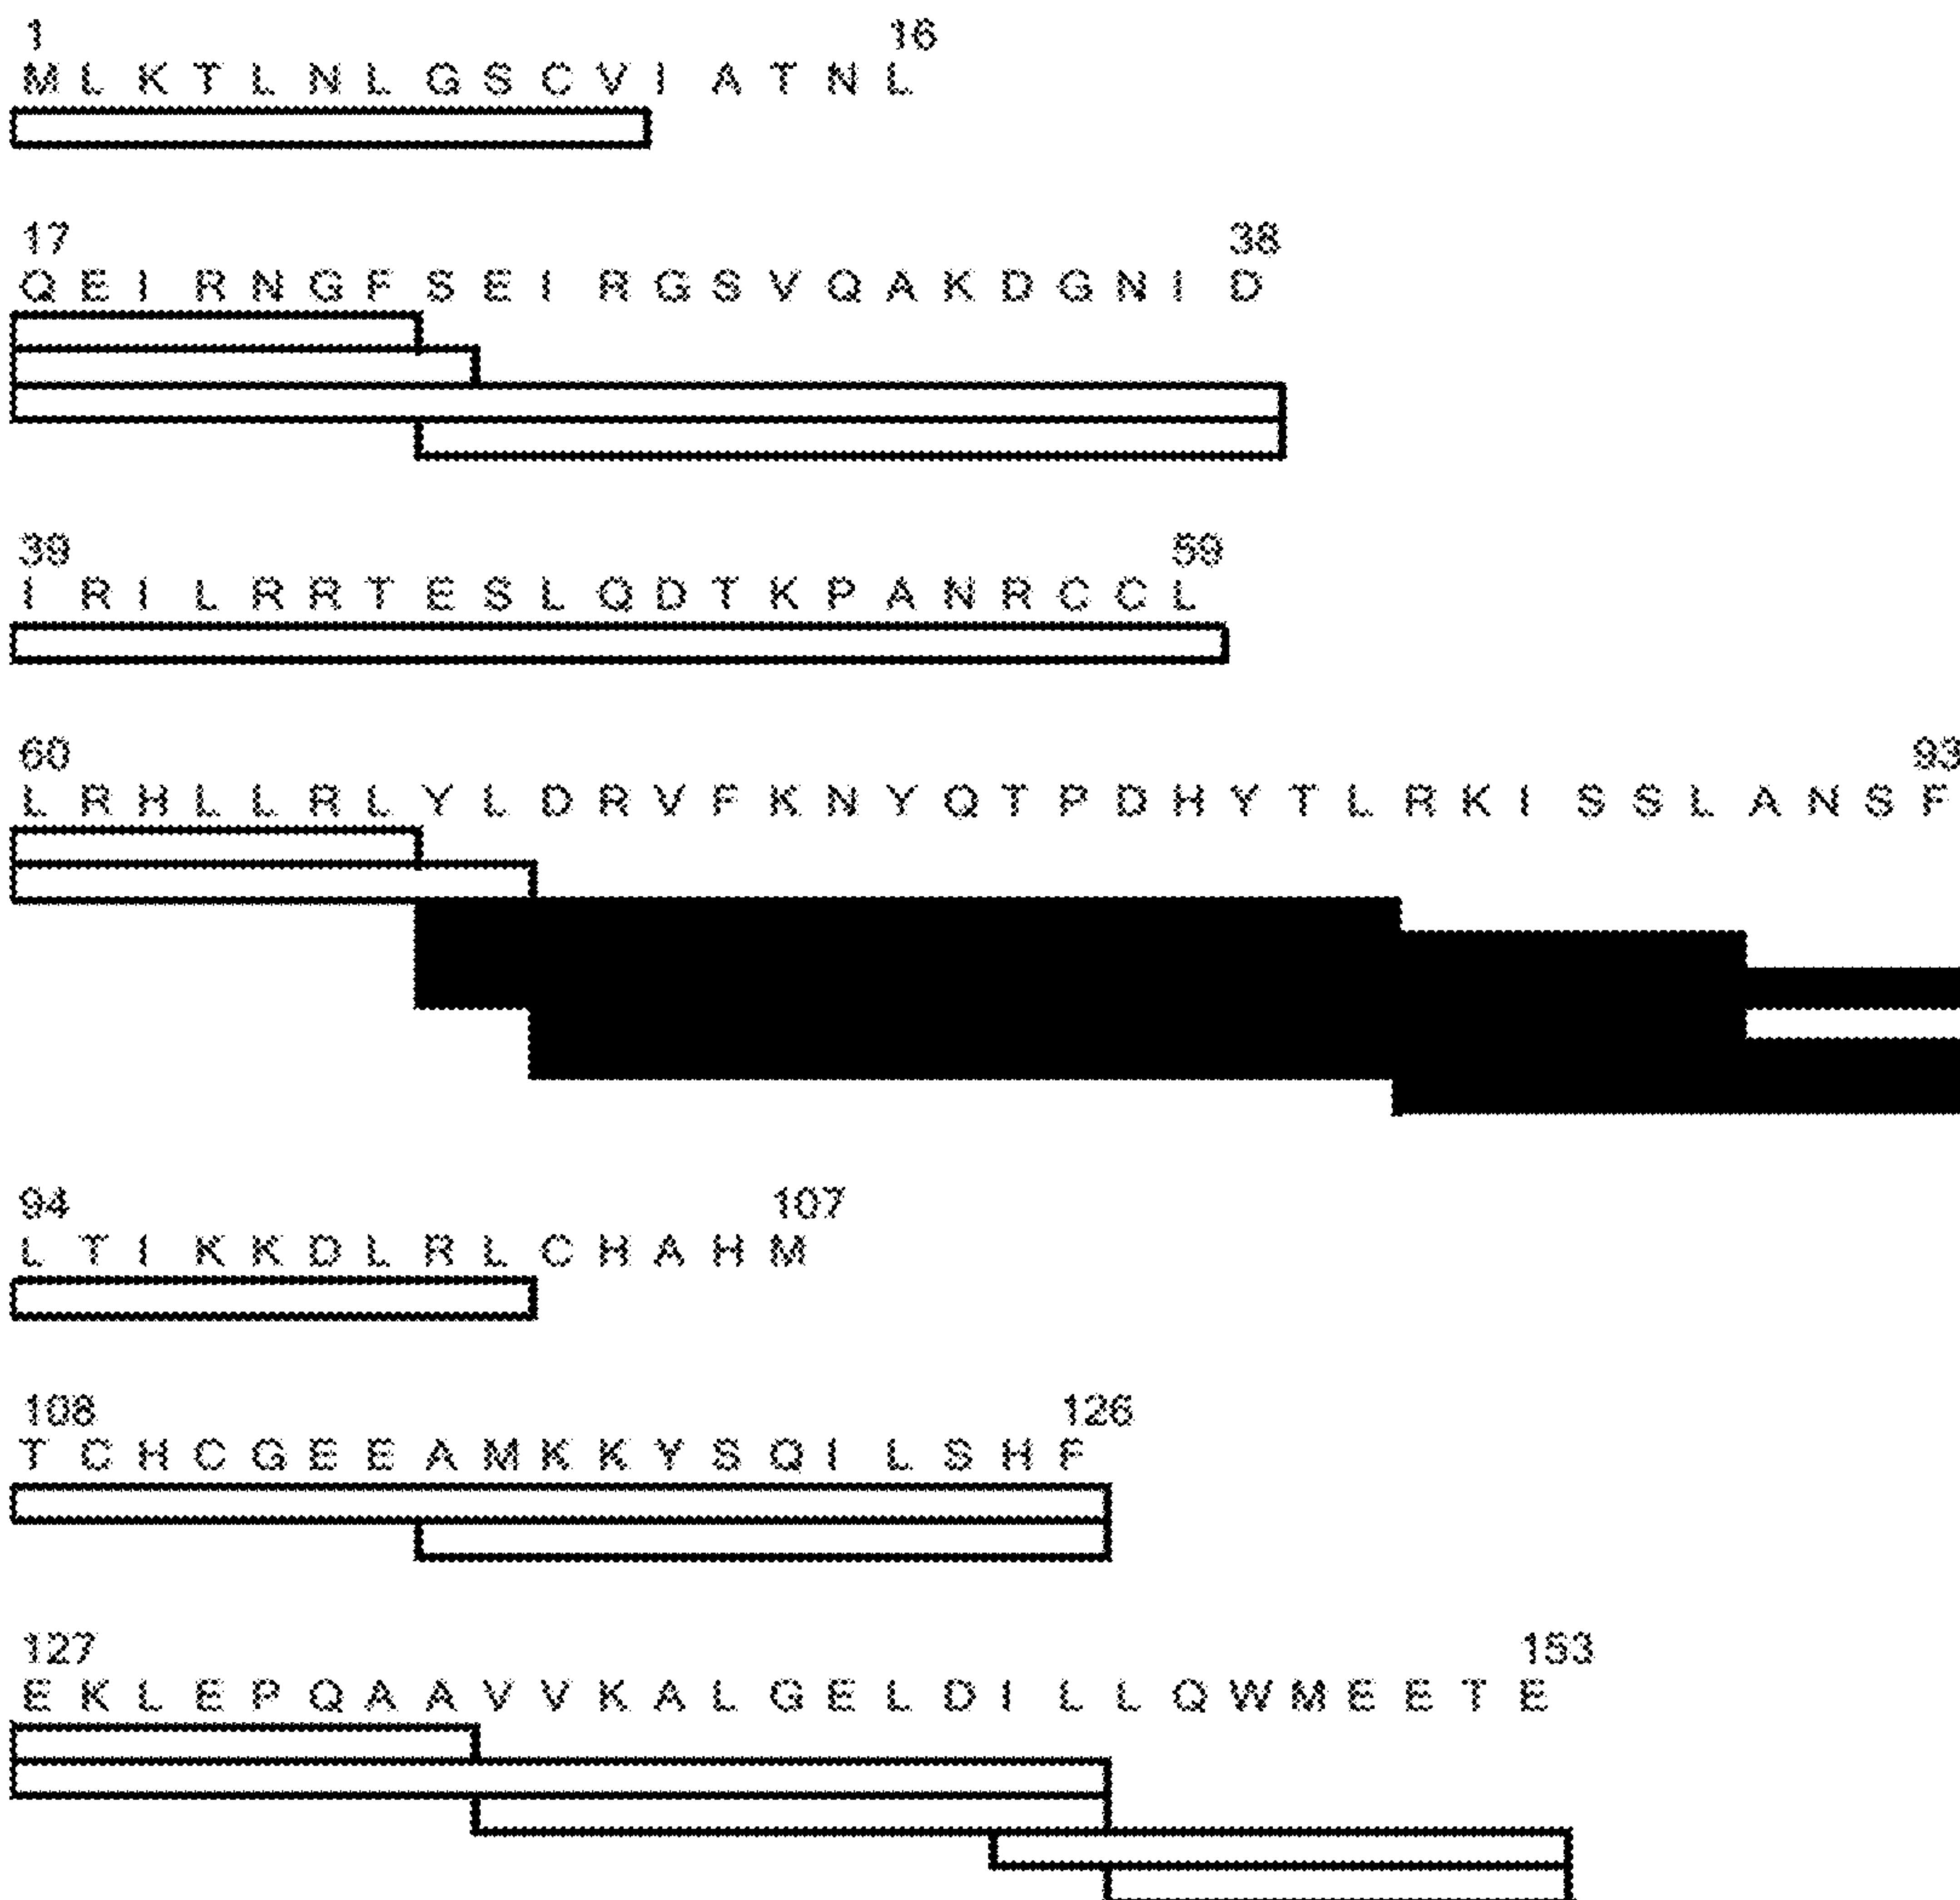 1 16
M L K T L N L G S C V I A T N L
17 38
Q E I R N G F S E I R G S V Q A K D G N I D
39 59
I R I L R R T E S L Q D T K P A N R C C L
60 93
L R H L L R L Y L D R V F K N Y Q T P D H Y T L R K I S S L A N S F
94 107
L T I K K D L R L C H A H M
108 126
T C H C G E E A M K K Y S Q I L S H F
127 153
E K L E P Q A A V V K A L G E L D I L L Q W M E E T E